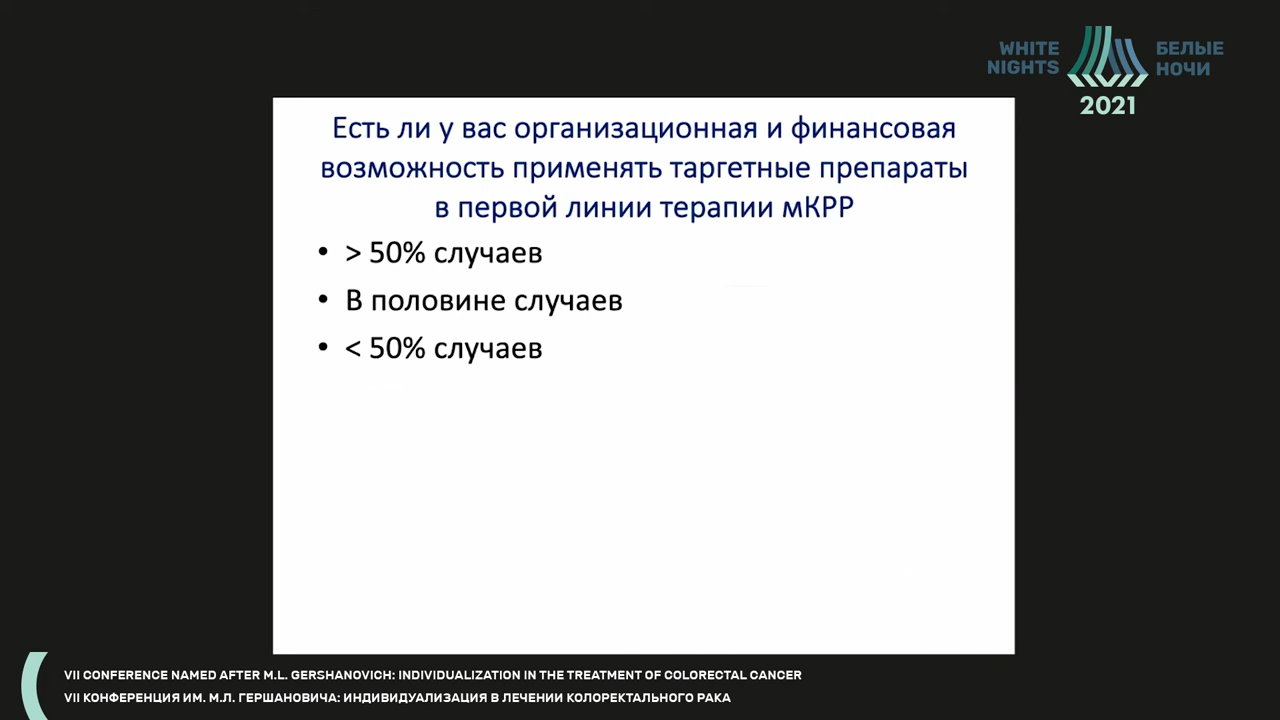 WHITE
NIGHTS
БЕЛЫЕ
НОЧИ
2021
Есть ли у вас организационная и финансовая
возможность применять таргетные препараты
в первой линии терапии мКРР
• > 50% случаев
• В половине случаев
• < 50% случаев
VII CONFERENCE NAMED AFTER M.L. GERSHANOVICH: INDIVIDUALIZATION IN THE TREATMENT OF COLORECTAL CANCER
VII КОНФЕРЕНЦИЯ ИМ. М.Л. ГЕРШАНОВИЧА: ИНДИВИДУАЛИЗАЦИЯ В ЛЕЧЕНИИ КОЛОРЕКТАЛЬНОГО РАКА